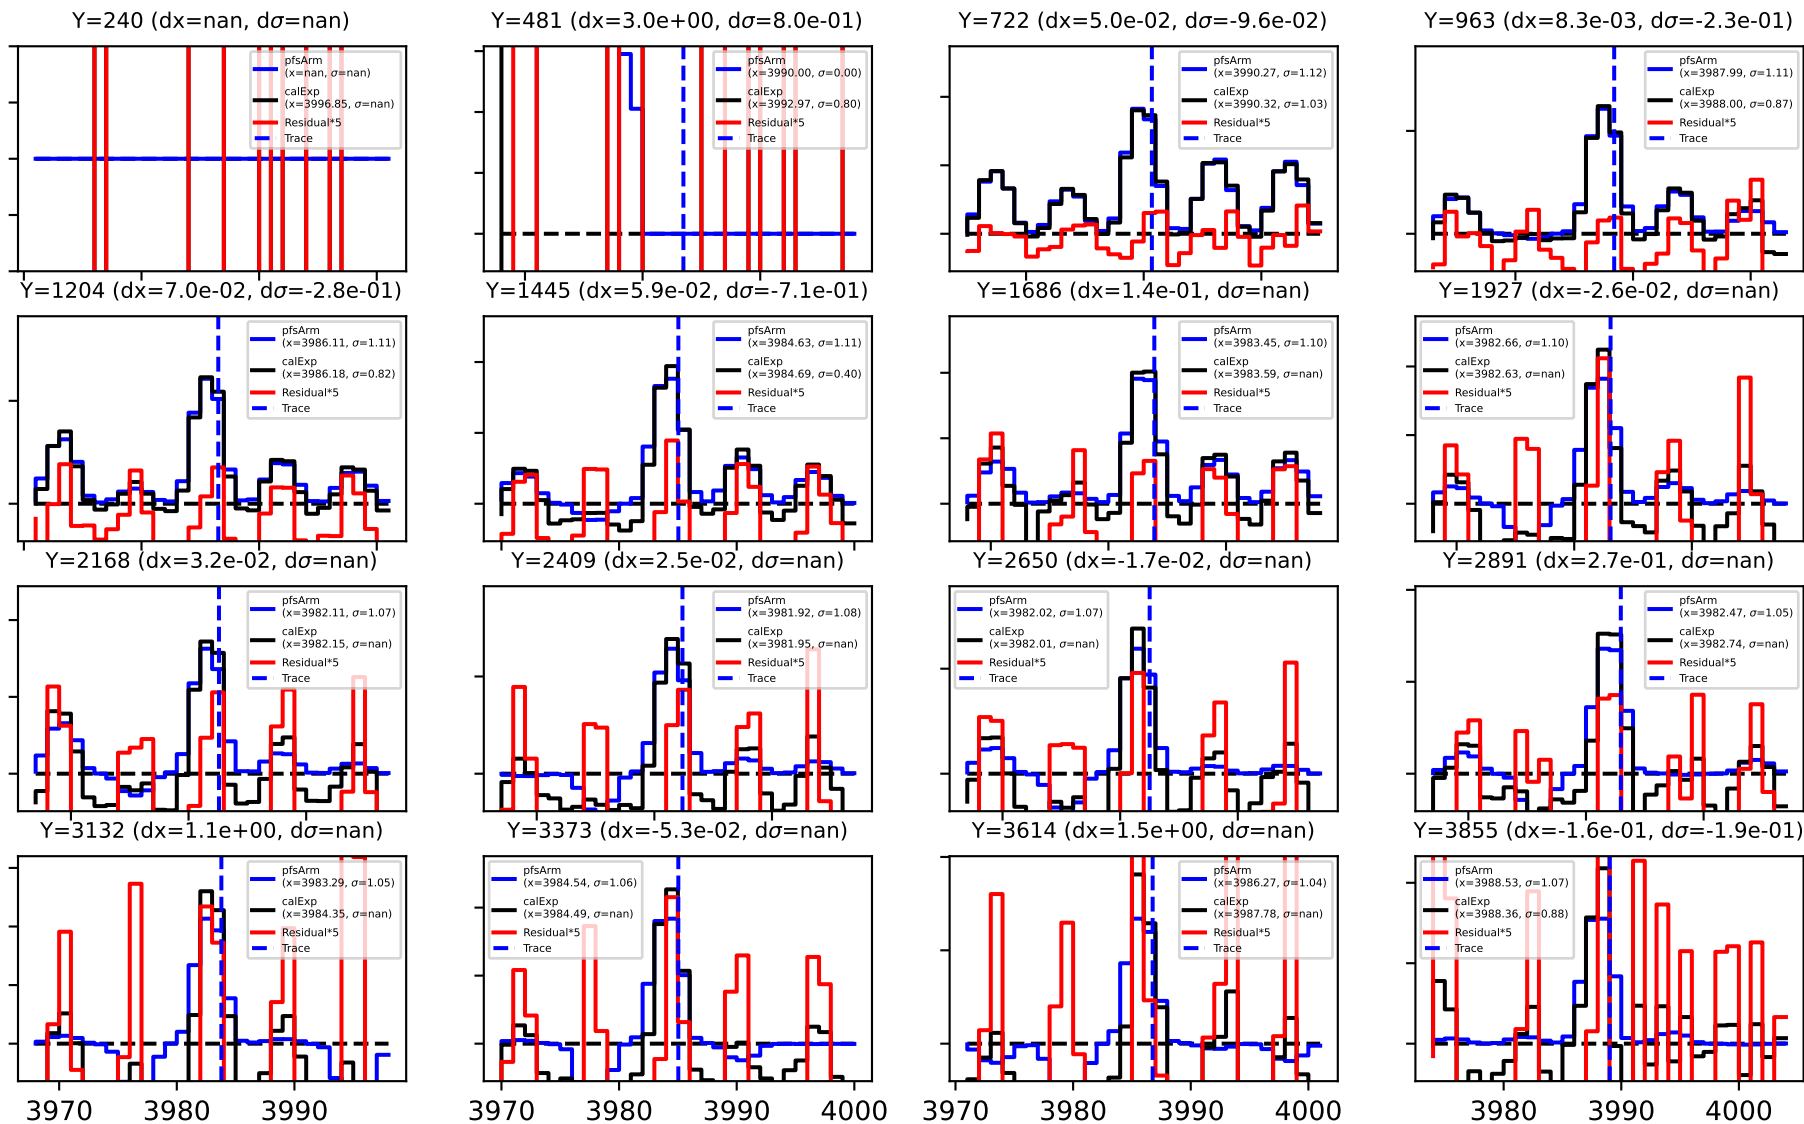 Y=240 (dx=nan, dσ=nan)
pfsArm
(x=nan, σ=nan)
calExp
(x=3996.85, σ=nan)
Residual*5
Trace
Y=481 (dx=3.0e+00, dσ=8.0e-01)
pfsArm
(x=3990.00, σ=0.00)
calExp
(x=3992.97, σ=0.80)
Residual*5
Trace
Y=722 (dx=5.0e-02, dσ=-9.6e-02)
pfsArm
(x=3990.27, σ=1.12)
calExp
(x=3990.32, σ=1.03)
Residual*5
Trace
Y=963 (dx=8.3e-03, dσ=-2.3e-01)
pfsArm
(x=3987.99, σ=1.11)
calExp
(x=3988.00, σ=0.87)
Residual*5
Trace
Y=1204 (dx=7.0e-02, dσ=-2.8e-01)
pfsArm
(x=3986.11, σ=1.11)
calExp
(x=3986.18, σ=0.82)
Residual*5
Trace
Y=1445 (dx=5.9e-02, dσ=-7.1e-01)
pfsArm
(x=3984.63, σ=1.11)
calExp
(x=3984.69, σ=0.40)
Residual*5
Trace
Y=1686 (dx=1.4e-01, dσ=nan)
pfsArm
(x=3983.45, σ=1.10)
calExp
(x=3983.59, σ=nan)
Residual*5
Trace
Y=1927 (dx=-2.6e-02, dσ=nan)
pfsArm
(x=3982.66, σ=1.10)
calExp
(x=3982.63, σ=nan)
Residual*5
Trace
Y=2168 (dx=3.2e-02, dσ=nan)
pfsArm
(x=3982.11, σ=1.07)
calExp
(x=3982.15, σ=nan)
Residual*5
Trace
Y=2409 (dx=2.5e-02, dσ=nan)
pfsArm
(x=3981.92, σ=1.08)
calExp
(x=3981.95, σ=nan)
Residual*5
Trace
Y=2650 (dx=-1.7e-02, dσ=nan)
pfsArm
(x=3982.02, σ=1.07)
calExp
(x=3982.01, σ=nan)
Residual*5
Trace
Y=2891 (dx=2.7e-01, dσ=nan)
pfsArm
(x=3982.47, σ=1.05)
calExp
(x=3982.74, σ=nan)
Residual*5
Trace
Y=3132 (dx=1.1e+00, dσ=nan)
pfsArm
(x=3983.29, σ=1.05)
calExp
(x=3984.35, σ=nan)
Residual*5
Trace
Y=3373 (dx=-5.3e-02, dσ=nan)
pfsArm
(x=3984.54, σ=1.06)
calExp
(x=3984.49, σ=nan)
Residual*5
Trace
Y=3614 (dx=1.5e+00, dσ=nan)
pfsArm
(x=3986.27, σ=1.04)
calExp
(x=3987.78, σ=nan)
Residual*5
Trace
Y=3855 (dx=-1.6e-01, dσ=-1.9e-01)
pfsArm
(x=3988.53, σ=1.07)
calExp
(x=3988.36, σ=0.88)
Residual*5
Trace
3970 3980 3990
3970 3980 3990 4000
3970 3980 3990 4000
3980 3990 4000